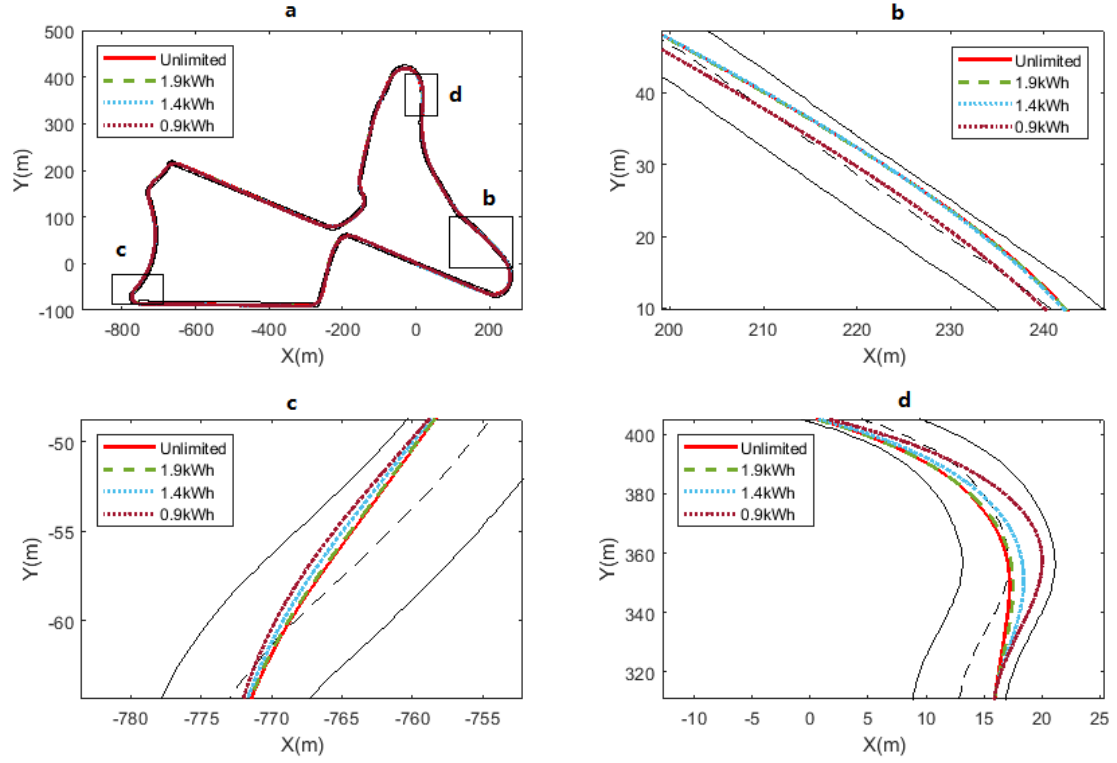 a
500
400
300
200
100
0
-100
Y(m)
-800
-600
-400
-200
0
200
X(m)
Unlimited
1.9kWh
1.4kWh
0.9kWh
d
b
c
b
40
30
20
10
Y(m)
200
210
220
230
240
X(m)
Unlimited
1.9kWh
1.4kWh
0.9kWh
c
-50
-55
-60
Y(m)
-780
-775
-770
-765
-760
-755
X(m)
Unlimited
1.9kWh
1.4kWh
0.9kWh
d
400
380
360
340
320
Y(m)
-10
-5
0
5
10
15
20
25
X(m)
Unlimited
1.9kWh
1.4kWh
0.9kWh